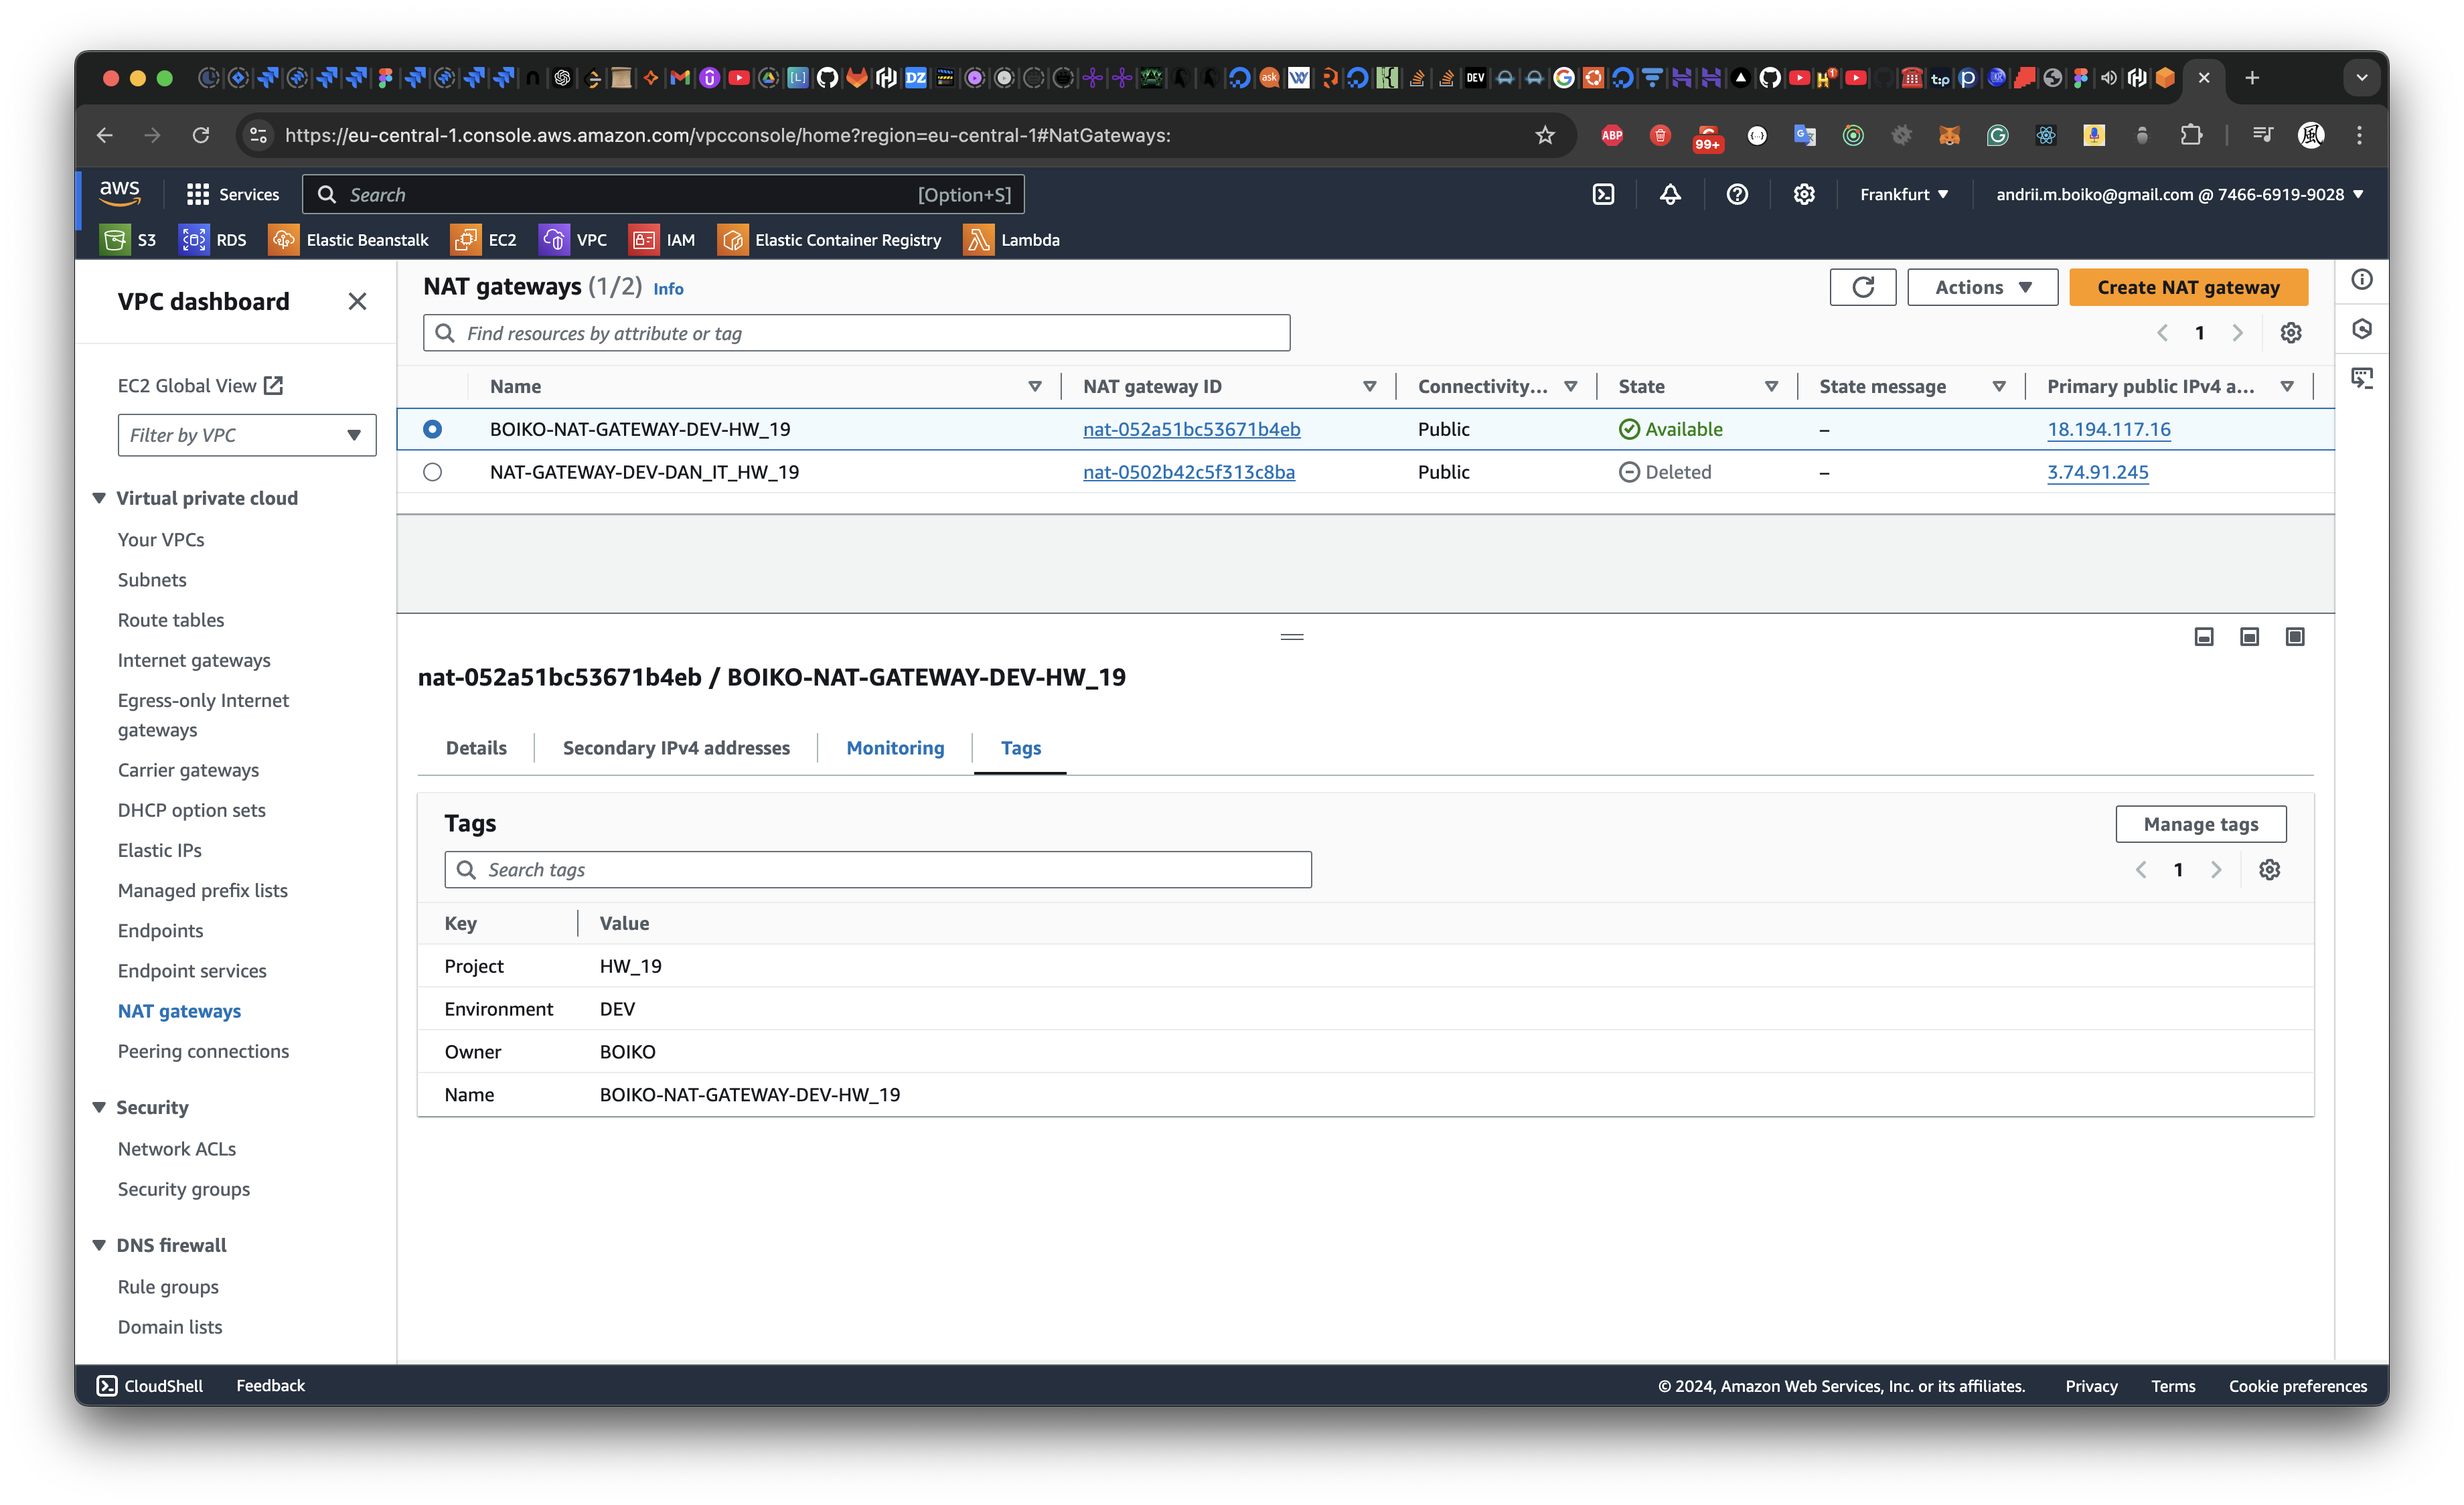 https://eu-central-1.console.aws.amazon.com/vpcconsole/home?region=eu-central-1#NatGateways:
ABP
99+
aws
Services
Search
[Option+S]
Frankfurt
andrii.m.boiko@gmail.com @ 7466-6919-9028
S3
RDS
Elastic Beanstalk
EC2
VPC
IAM
Elastic Container Registry
Lambda
VPC dashboard
EC2 Global View
Filter by VPC
Virtual private cloud
Your VPCs
Subnets
Route tables
Internet gateways
Egress-only Internet
gateways
Carrier gateways
DHCP option sets
Elastic IPs
Managed prefix lists
Endpoints
Endpoint services
NAT gateways
Peering connections
Security
Network ACLs
Security groups
DNS firewall
Rule groups
Domain lists
NAT gateways (1/2) Info
Actions
Create NAT gateway
Find resources by attribute or tag
1
Name NAT gateway ID Connectivity... State State message Primary public IPv4 a...
BOIKO-NAT-GATEWAY-DEV-HW_19 nat-052a51bc53671b4eb Public Available – 18.194.117.16
NAT-GATEWAY-DEV-DAN_IT_HW_19 nat-0502b42c5f313c8ba Public Deleted – 3.74.91.245
nat-052a51bc53671b4eb / BOIKO-NAT-GATEWAY-DEV-HW_19
Details Secondary IPv4 addresses Monitoring Tags
Tags
Manage tags
Search tags
1
Key Value
Project HW_19
Environment DEV
Owner BOIKO
Name BOIKO-NAT-GATEWAY-DEV-HW_19
CloudShell Feedback
© 2024, Amazon Web Services, Inc. or its affiliates. Privacy Terms Cookie preferences